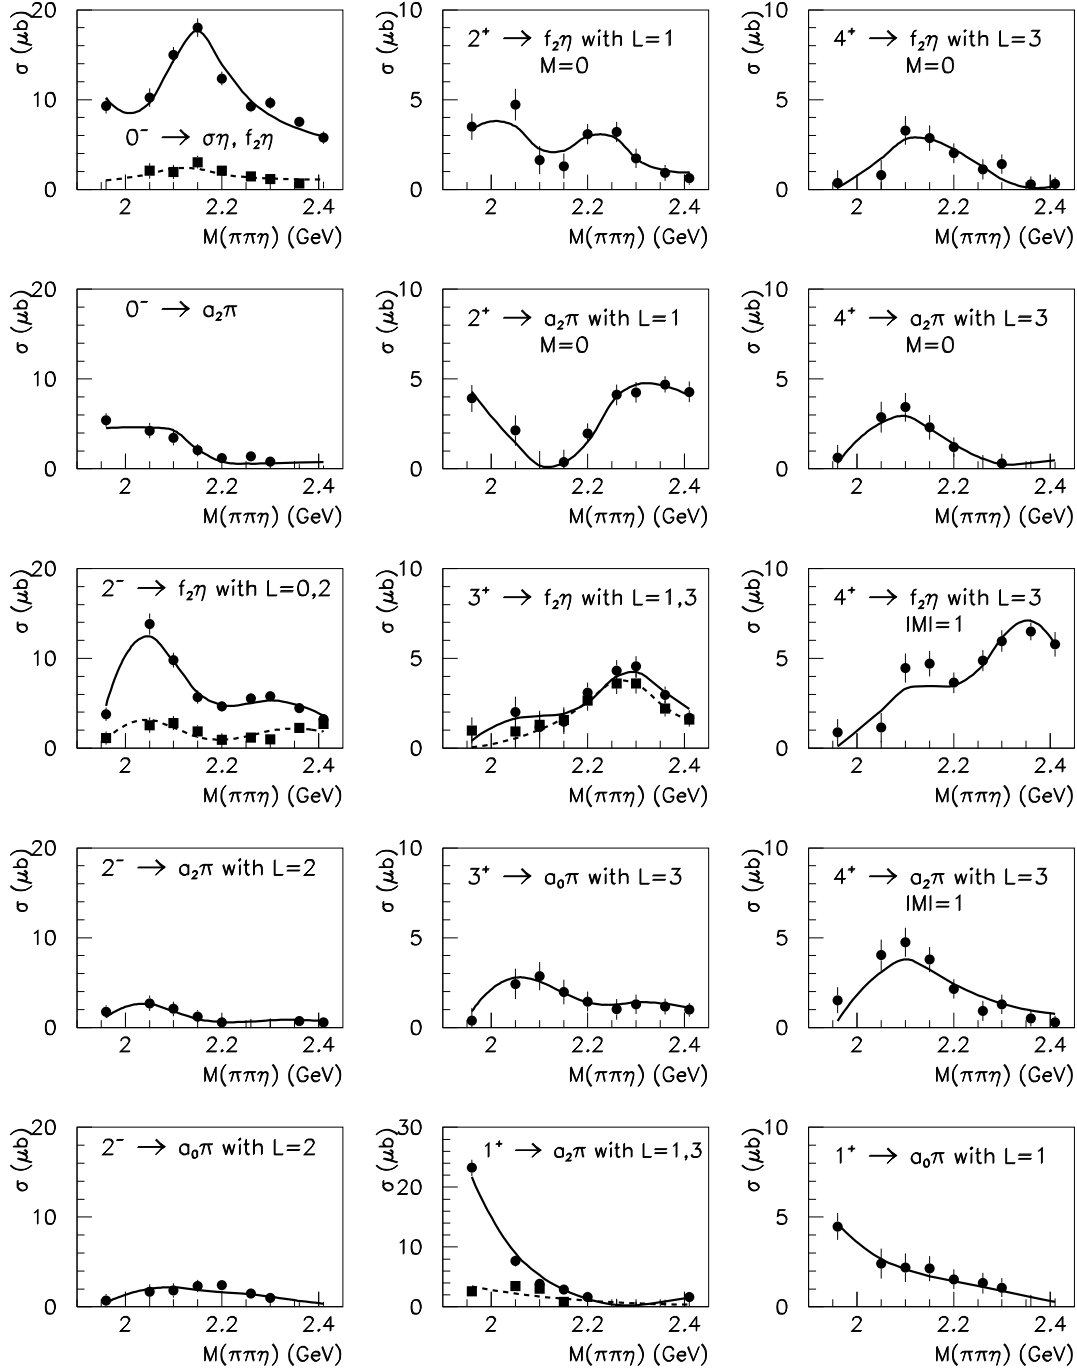 σ (μb)
20
10
0
0⁻ → ση, f₂η
2
2.2
2.4
M(ππη) (GeV)
σ (μb)
10
5
0
2⁺ → f₂η with L=1
M=0
2
2.2
2.4
M(ππη) (GeV)
σ (μb)
10
5
0
4⁺ → f₂η with L=3
M=0
2
2.2
2.4
M(ππη) (GeV)
σ (μb)
20
10
0
0⁻ → a₂π
2
2.2
2.4
M(ππη) (GeV)
σ (μb)
10
5
0
2⁺ → a₂π with L=1
M=0
2
2.2
2.4
M(ππη) (GeV)
σ (μb)
10
5
0
4⁺ → a₂π with L=3
M=0
2
2.2
2.4
M(ππη) (GeV)
σ (μb)
20
10
0
2⁻ → f₂η with L=0,2
2
2.2
2.4
M(ππη) (GeV)
σ (μb)
10
5
0
3⁺ → f₂η with L=1,3
2
2.2
2.4
M(ππη) (GeV)
σ (μb)
10
5
0
4⁺ → f₂η with L=3
|M|=1
2
2.2
2.4
M(ππη) (GeV)
σ (μb)
20
10
0
2⁻ → a₂π with L=2
2
2.2
2.4
M(ππη) (GeV)
σ (μb)
10
5
0
3⁺ → a₀π with L=3
2
2.2
2.4
M(ππη) (GeV)
σ (μb)
10
5
0
4⁺ → a₂π with L=3
|M|=1
2
2.2
2.4
M(ππη) (GeV)
σ (μb)
20
10
0
2⁻ → a₀π with L=2
2
2.2
2.4
M(ππη) (GeV)
σ (μb)
30
20
10
0
1⁺ → a₂π with L=1,3
2
2.2
2.4
M(ππη) (GeV)
σ (μb)
10
5
0
1⁺ → a₀π with L=1
2
2.2
2.4
M(ππη) (GeV)